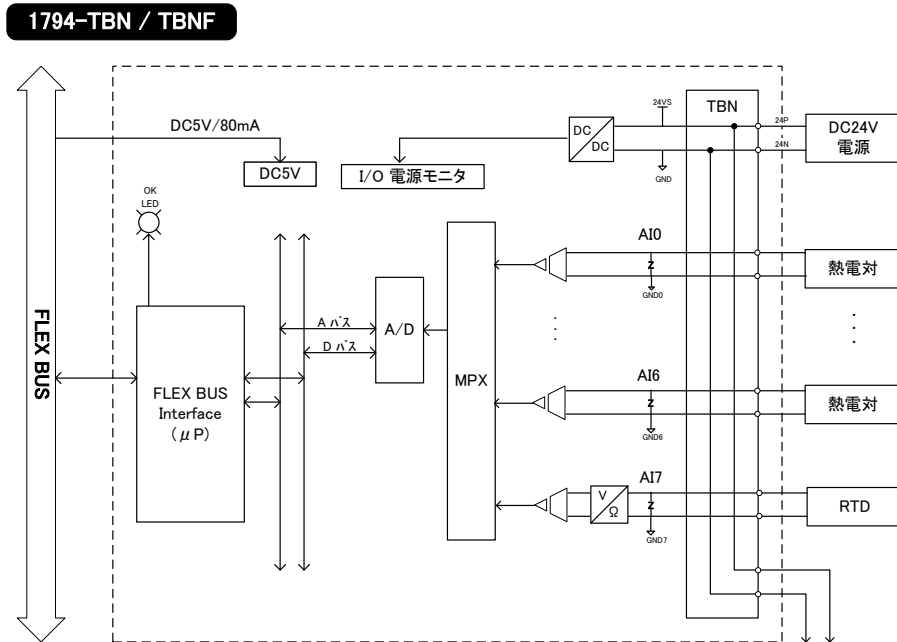 1794-TBN / TBNF
DC5V/80mA
DC5V
OK
LED
FLEX BUS
FLEX BUS
Interface
(μP)
A バス
D バス
A/D
I/O 電源モニタ
MPX
DC
DC
24VS
GND
TBN
24P
24N
DC24V
電源
AI0
GND0
熱電対
AI6
GND6
熱電対
AI7
V
Ω
GND7
RTD